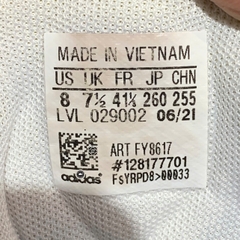 MADE IN VIETNAM
US UK FR JP CHN
8 7½ 41⅓ 260 255
LVL 029002 06/21
ART FY8617
#128177701
adidas FsYRPD8>00033